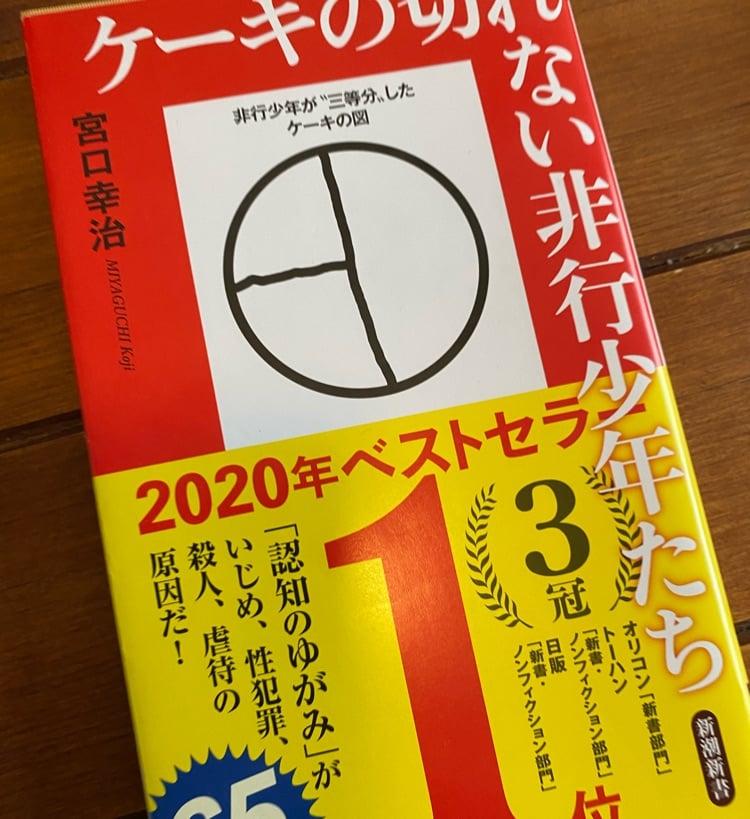 ケーキの切れない非行少年たち
宮口幸治
MIYAGUCHI Koji
非行少年が〝三等分〟した
ケーキの図
2020年ベストセラー
1
位
3
冠
オリコン「新書部門」
トーハン
「新書・
ノンフィクション部門」
日販
「新書・
ノンフィクション部門」
「認知のゆがみ」が
いじめ、性犯罪、
殺人、虐待の
原因だ!
65
新潮新書